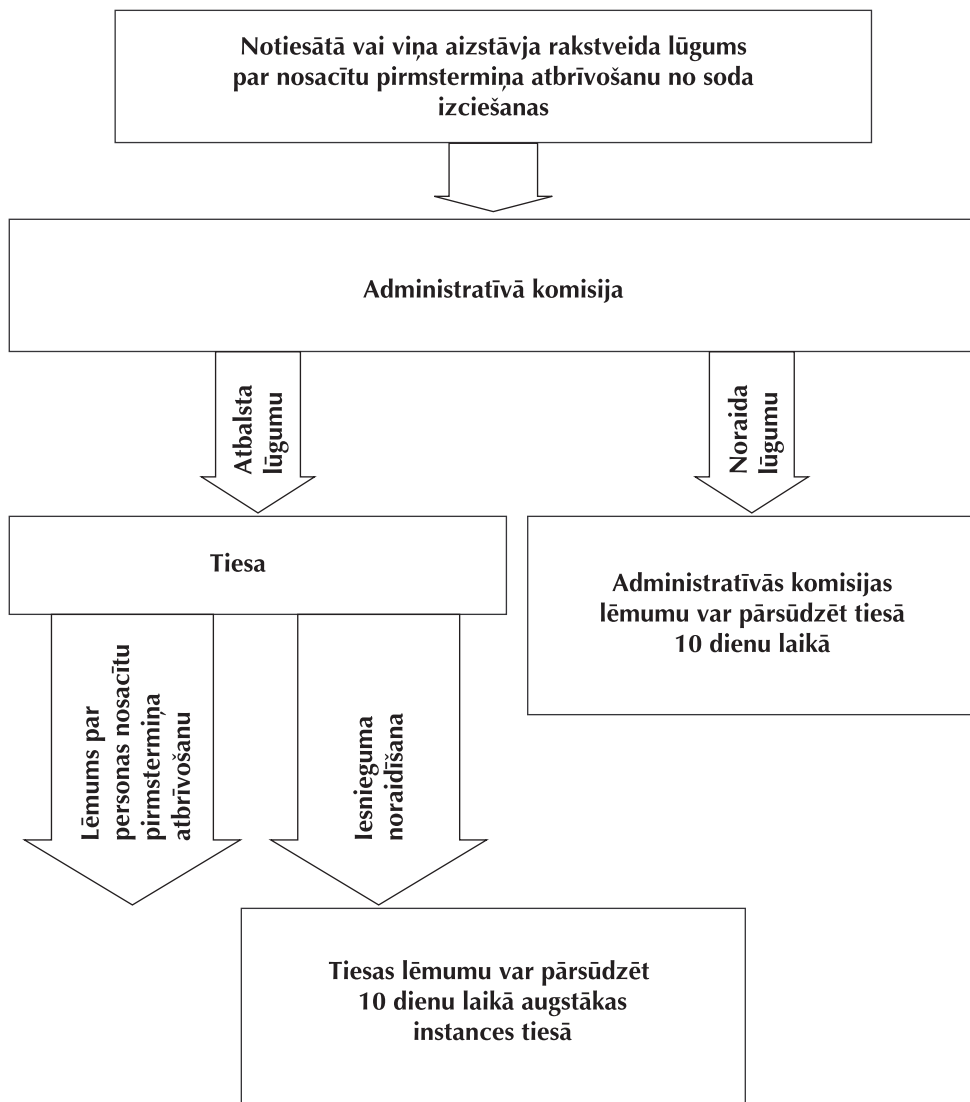 Notiesātā vai viņa aizstāvja rakstveida lūgums
par nosacītu pirmstermiņa atbrīvošanu no soda
izciešanas
Administratīvā komisija
Atbalsta
lūgumu
Noraida
lūgumu
Tiesa
Administratīvās komisijas
lēmumu var pārsūdzēt tiesā
10 dienu laikā
Lēmums par
personas nosacītu
pirmstermiņa
atbrīvošanu
Iesnieguma
noraidīšana
Tiesas lēmumu var pārsūdzēt
10 dienu laikā augstākas
instances tiesā